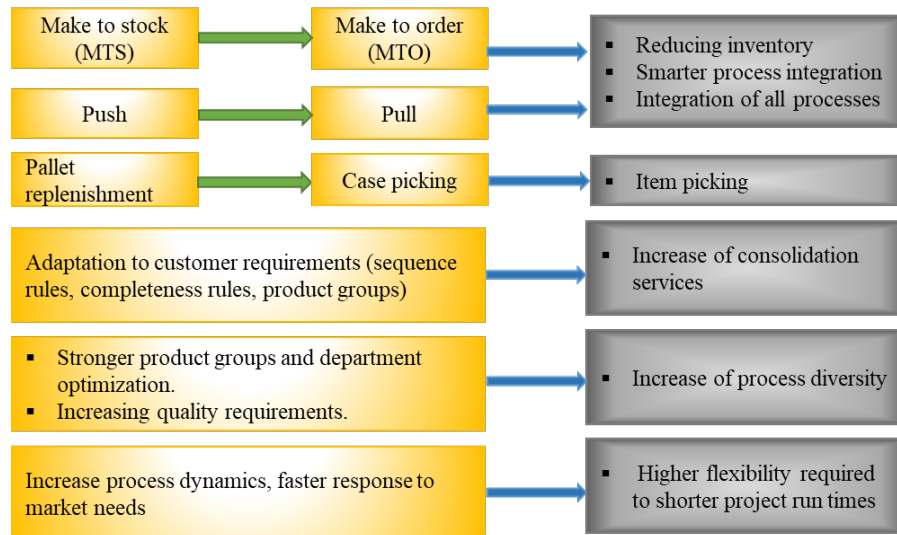 Make to stock
(MTS)
Make to order
(MTO)
▪ Reducing inventory
▪ Smarter process integration
▪ Integration of all processes
Push
Pull
Pallet
replenishment
Case picking
▪ Item picking
Adaptation to customer requirements (sequence
rules, completeness rules, product groups)
▪ Increase of consolidation
services
▪ Stronger product groups and department
optimization.
▪ Increasing quality requirements.
▪ Increase of process diversity
Increase process dynamics, faster response to
market needs
▪ Higher flexibility required
to shorter project run times